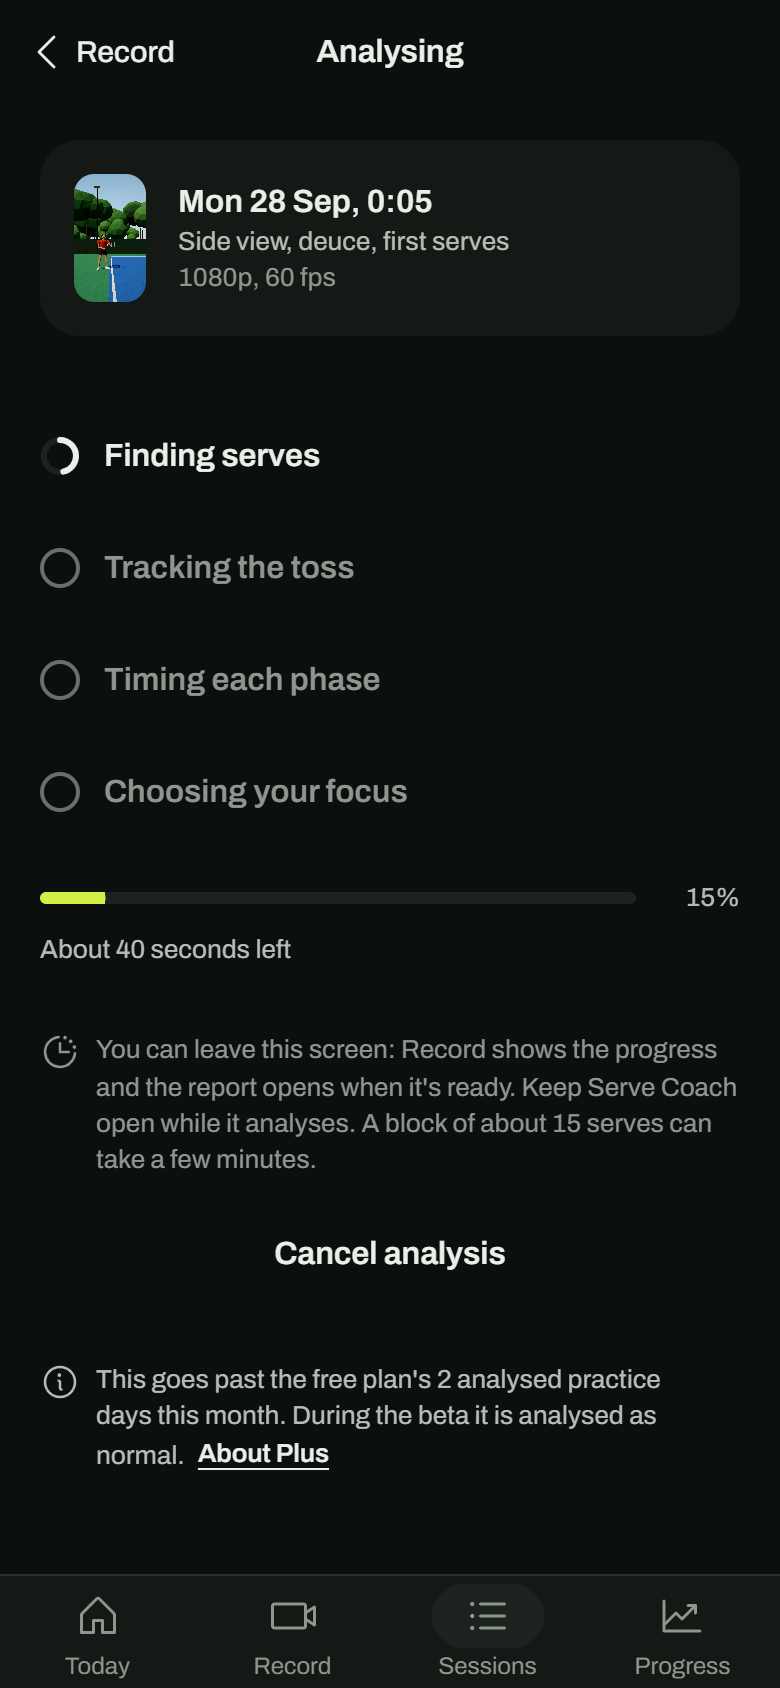 Record
Analysing
Mon 28 Sep, 0:05
Side view, deuce, first serves
1080p, 60 fps
Finding serves
Tracking the toss
Timing each phase
Choosing your focus
15%
About 40 seconds left
You can leave this screen: Record shows the progress
and the report opens when it's ready. Keep Serve Coach
open while it analyses. A block of about 15 serves can
take a few minutes.
Cancel analysis
This goes past the free plan's 2 analysed practice
days this month. During the beta it is analysed as
normal. About Plus
Today
Record
Sessions
Progress